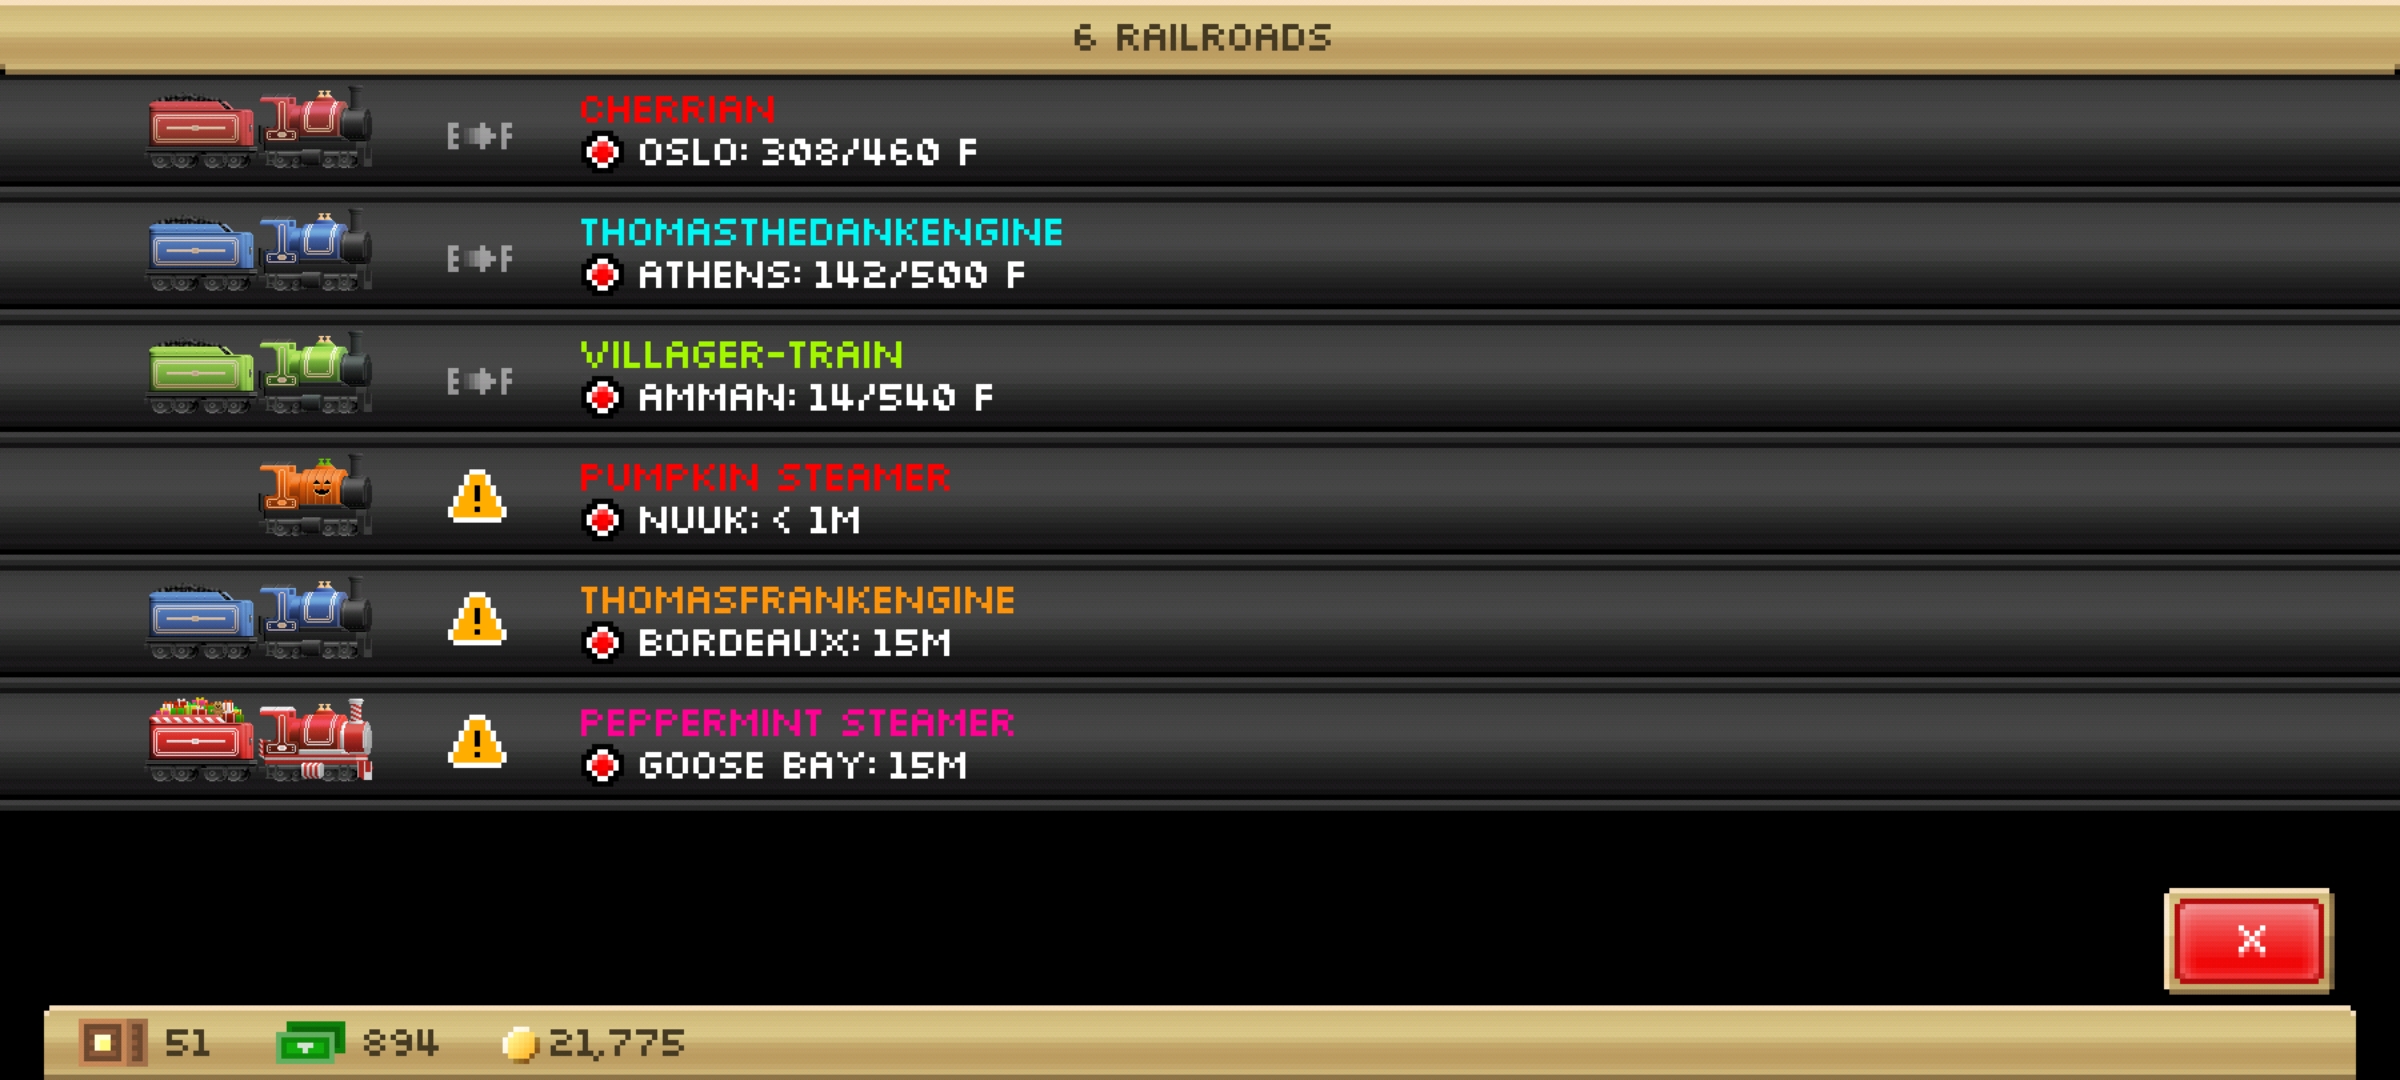 6 RAILROADS
CHERRIAN
E F
OSLO: 308/460 F
THOMASTHEDANKENGINE
E F
ATHENS: 142/500 F
VILLAGER-TRAIN
E F
AMMAN: 14/540 F
PUMPKIN STEAMER
!
NUUK: < 1M
THOMASFRANKENGINE
!
BORDEAUX: 15M
PEPPERMINT STEAMER
!
GOOSE BAY: 15M
X
51 894 21,775